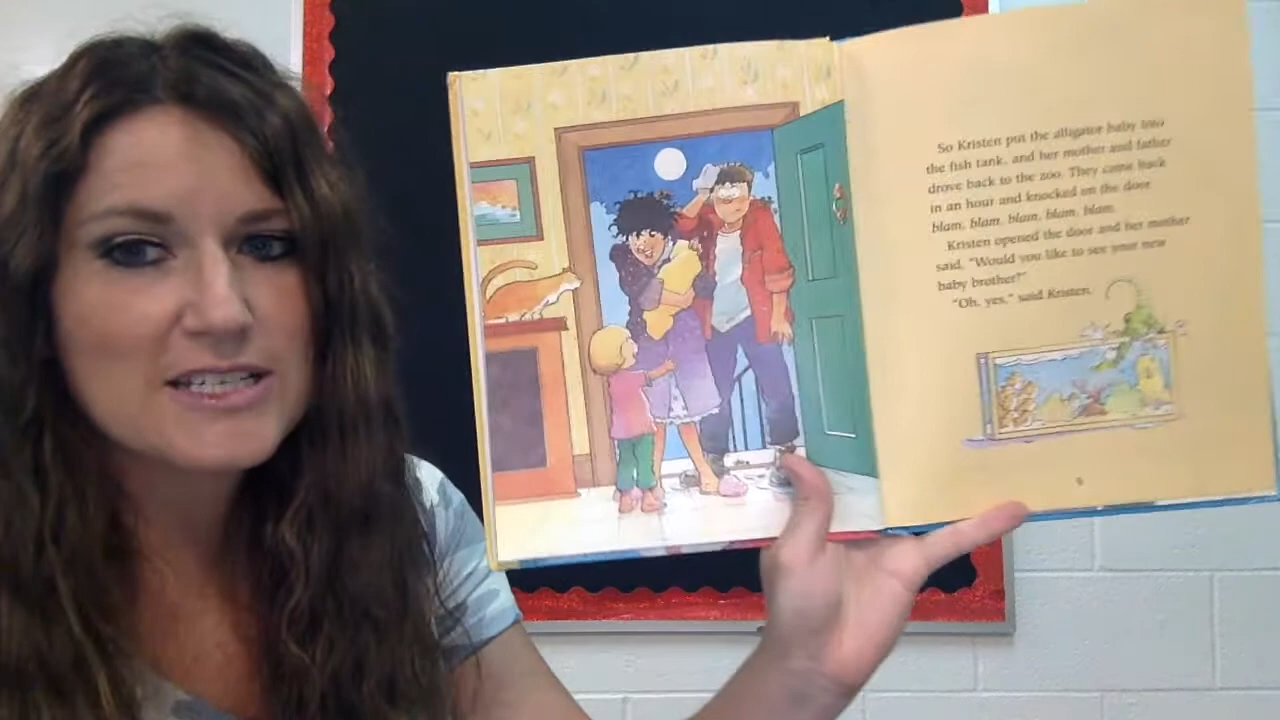 So Kristen put the alligator baby into
the fish tank, and her mother and father
drove back to the zoo. They came back
in an hour and knocked on the door
blam, blam, blam, blam, blam.
Kristen opened the door and her mother
said, "Would you like to see your new
baby brother?"
"Oh, yes," said Kristen.